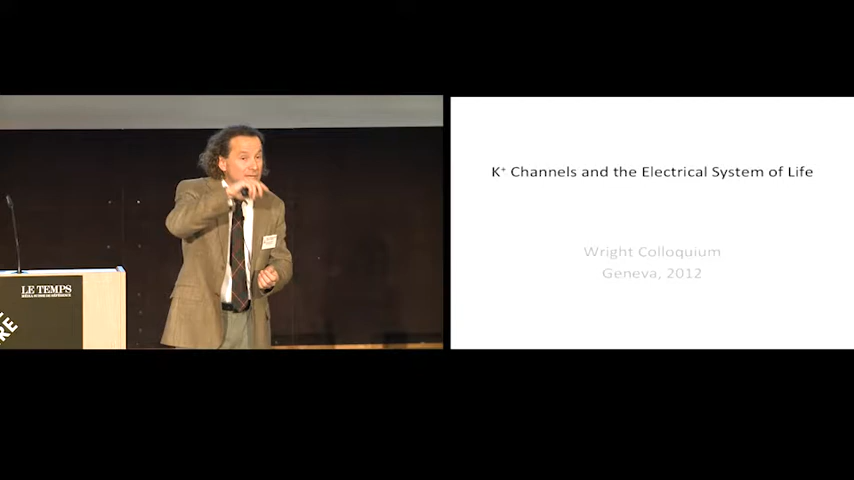 LE TEMPS
K⁺ Channels and the Electrical System of Life
Wright Colloquium
Geneva, 2012